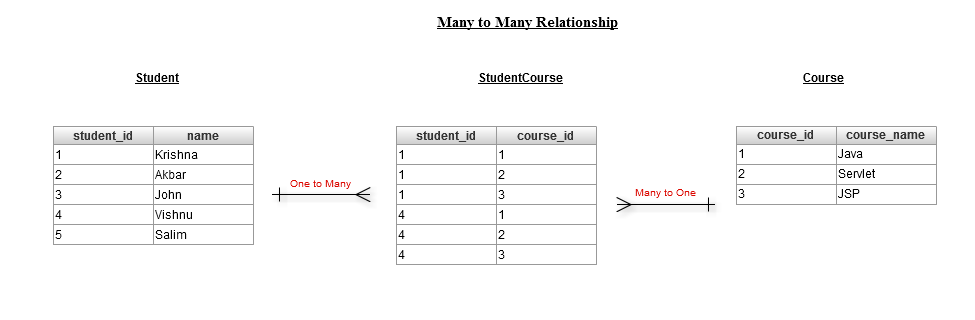 Many to Many Relationship
Student
student_id name
1 Krishna
2 Akbar
3 John
4 Vishnu
5 Salim
One to Many
StudentCourse
student_id course_id
1 1
1 2
1 3
4 1
4 2
4 3
Many to One
Course
course_id course_name
1 Java
2 Servlet
3 JSP